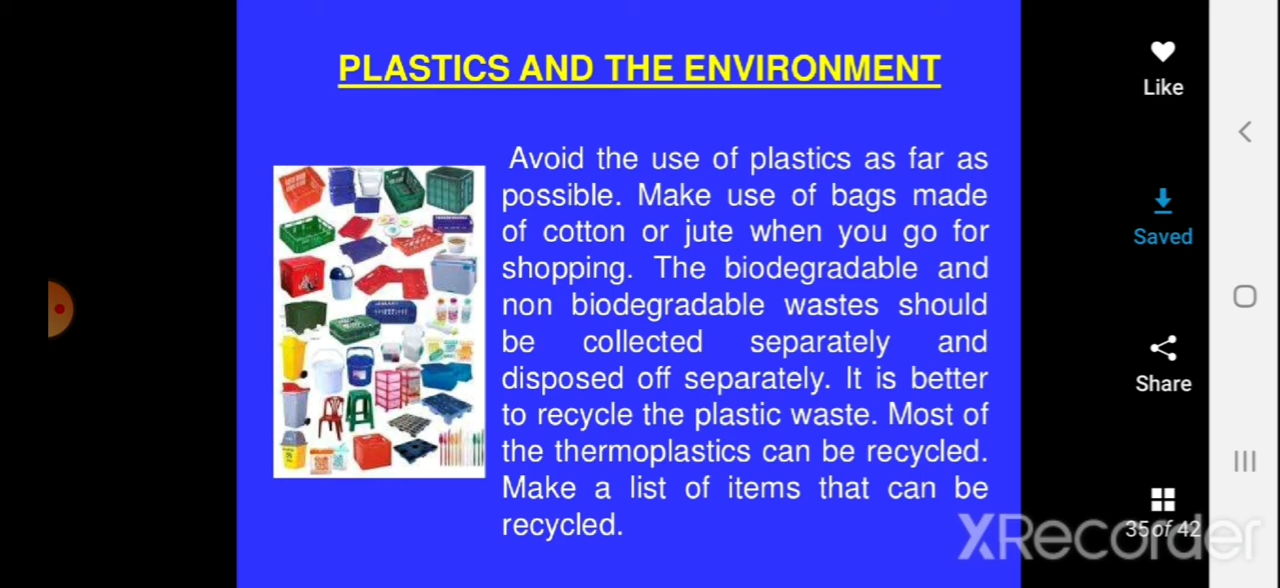 PLASTICS AND THE ENVIRONMENT
Avoid the use of plastics as far as
possible. Make use of bags made
of cotton or jute when you go for
shopping. The biodegradable and
non biodegradable wastes should
be collected separately and
disposed off separately. It is better
to recycle the plastic waste. Most of
the thermoplastics can be recycled.
Make a list of items that can be
recycled.
Like
Saved
Share
35 of 42
XRecorder